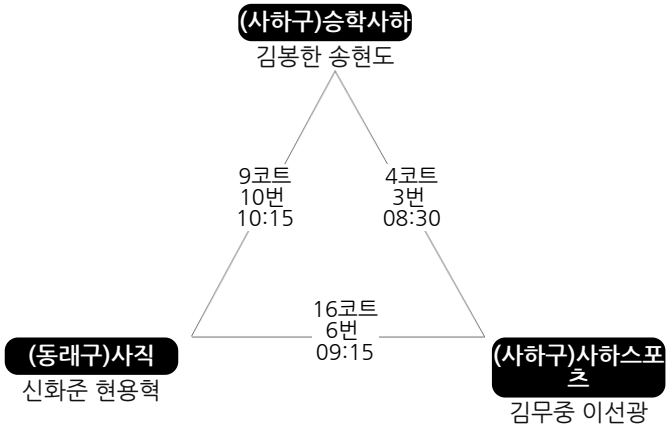 (사하구)승학사하
김봉한 송현도
9코트
10번
10:15
4코트
3번
08:30
16코트
6번
09:15
(동래구)사직
신화준 현용혁
(사하구)사하스포
츠
김무중 이선광